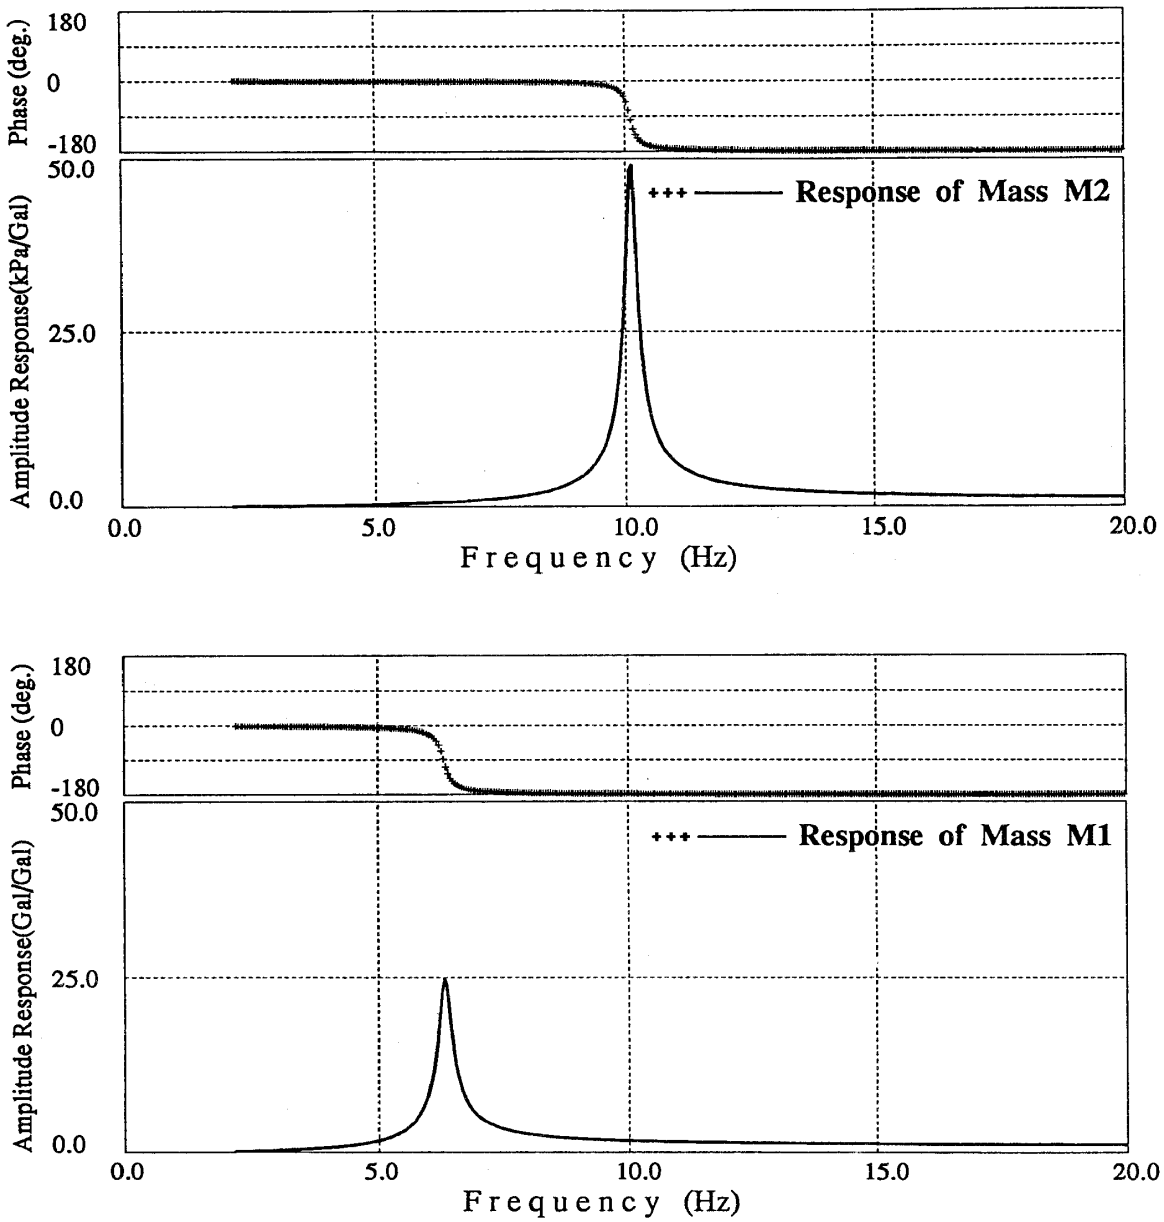 Phase (deg.)
180
0
-180
Amplitude Response(kPa/Gal)
50.0
25.0
0.0
+++ Response of Mass M2
0.0 5.0 10.0 15.0 20.0
Frequency (Hz)
Phase (deg.)
180
0
-180
Amplitude Response(Gal/Gal)
50.0
25.0
0.0
+++ Response of Mass M1
0.0 5.0 10.0 15.0 20.0
Frequency (Hz)